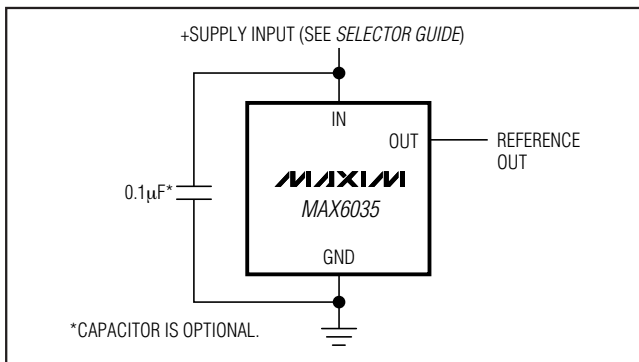 +SUPPLY INPUT (SEE SELECTOR GUIDE)
IN
OUT
REFERENCE
OUT
0.1µF*
MAXIM
MAX6035
GND
*CAPACITOR IS OPTIONAL.